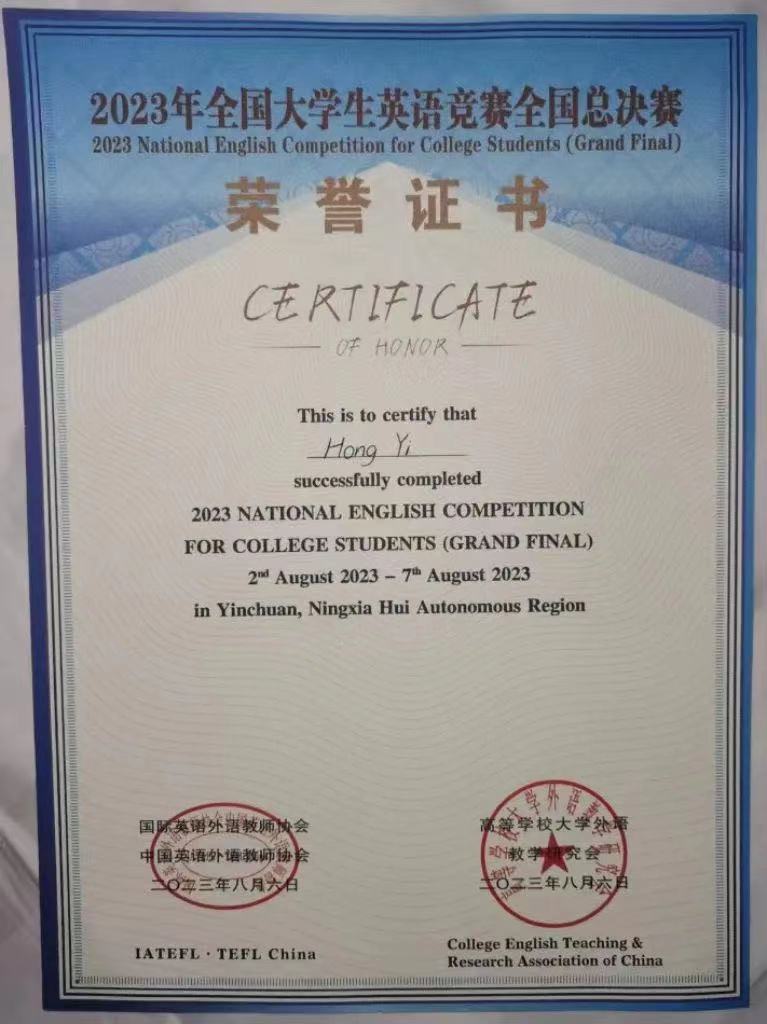 2023年全国大学生英语竞赛全国总决赛
2023 National English Competition for College Students (Grand Final)
荣誉证书
CERTIFICATE
OF HONOR
This is to certify that
Hong Yi
successfully completed
2023 NATIONAL ENGLISH COMPETITION
FOR COLLEGE STUDENTS (GRAND FINAL)
2nd August 2023 – 7th August 2023
in Yinchuan, Ningxia Hui Autonomous Region
国际英语外语教师协会
中国英语外语教师协会
二〇二三年八月六日
IATEFL · TEFL China
高等学校大学外语
教学研究会
二〇二三年八月六日
College English Teaching &
Research Association of China